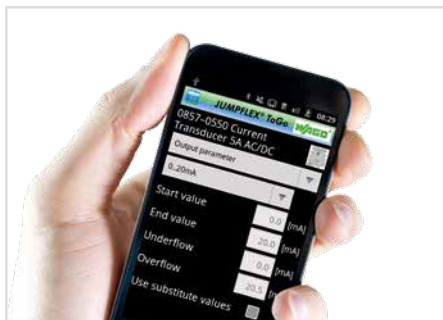 08:29
JUMPFLEX® ToGo WAGO
0857-0550 Current
Transducer 5A AC/DC
Output parameter
0..20mA
Start value 0.0 [mA]
End value 20.0 [mA]
Underflow 0.0 [mA]
Overflow 20.5
Use substitute values